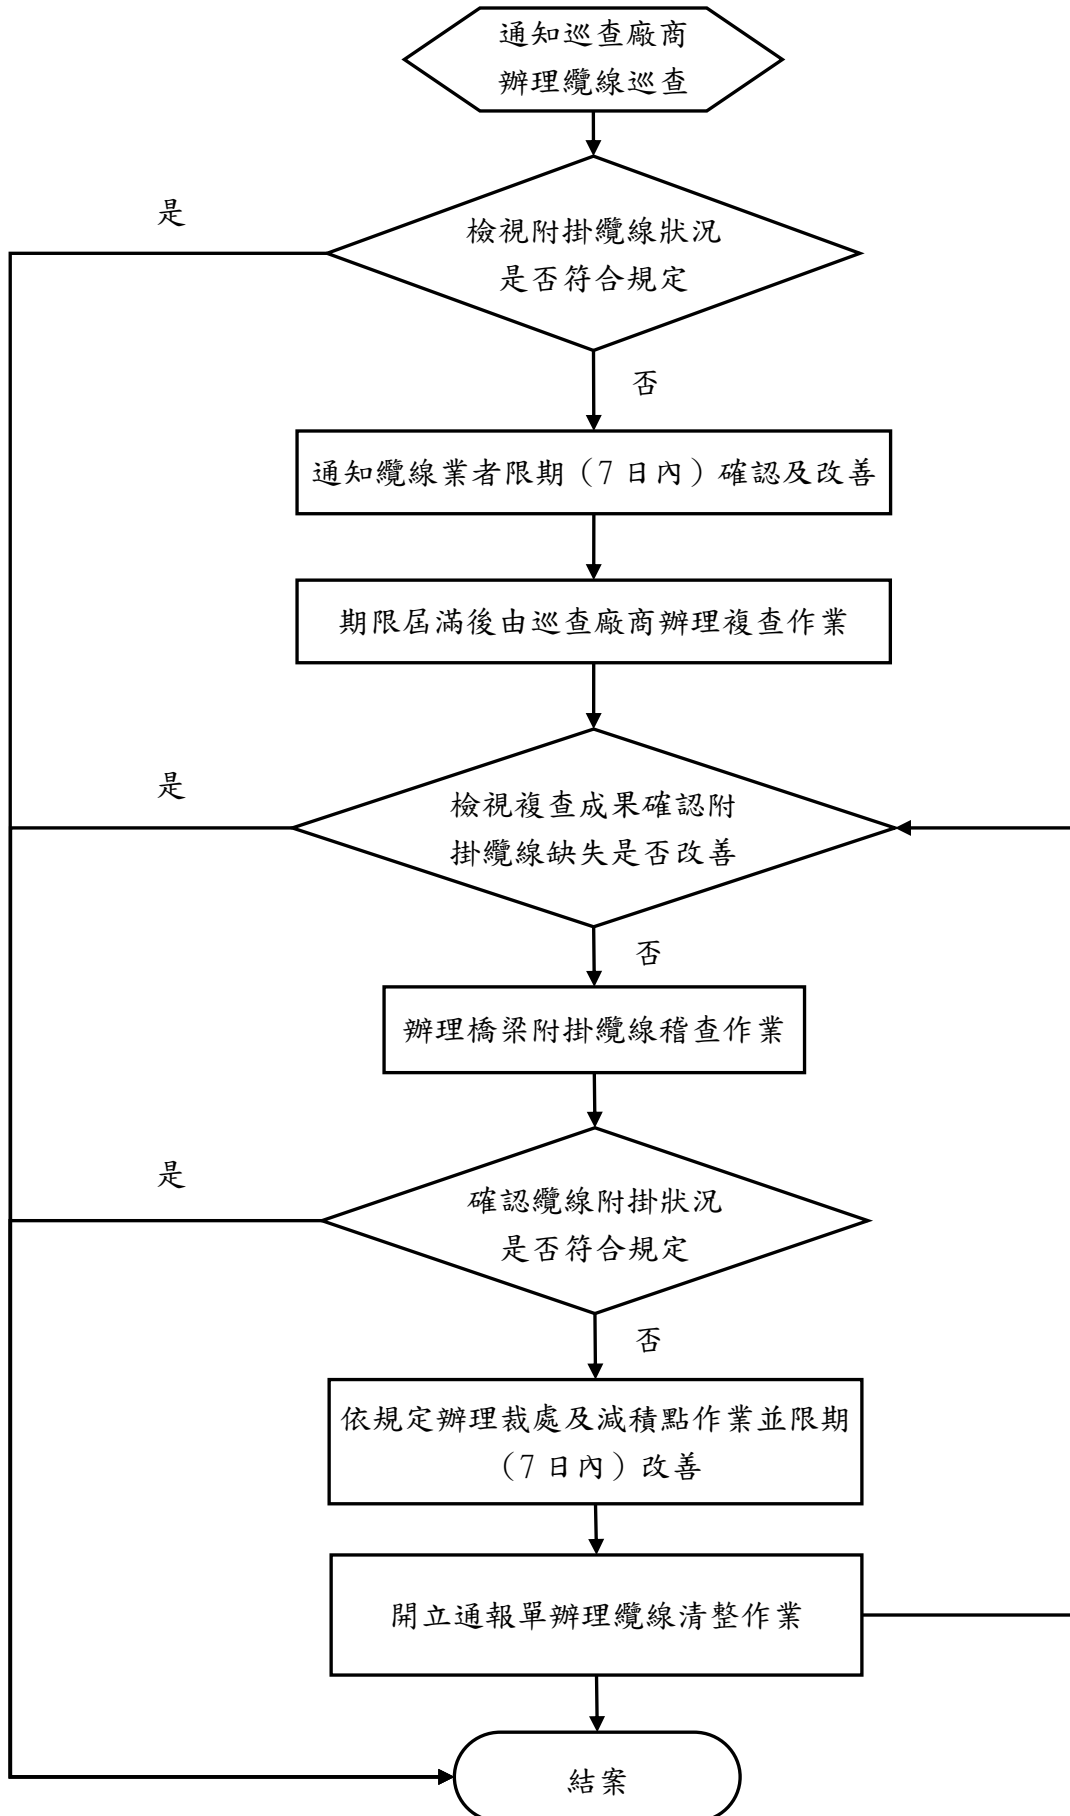 通知巡查廠商
辦理纜線巡查
是
檢視附掛纜線狀況
是否符合規定
否
通知纜線業者限期（7日內）確認及改善
期限屆滿後由巡查廠商辦理複查作業
是
檢視複查成果確認附
掛纜線缺失是否改善
否
辦理橋梁附掛纜線稽查作業
是
確認纜線附掛狀況
是否符合規定
否
依規定辦理裁處及減積點作業並限期
（7日內）改善
開立通報單辦理纜線清整作業
結案